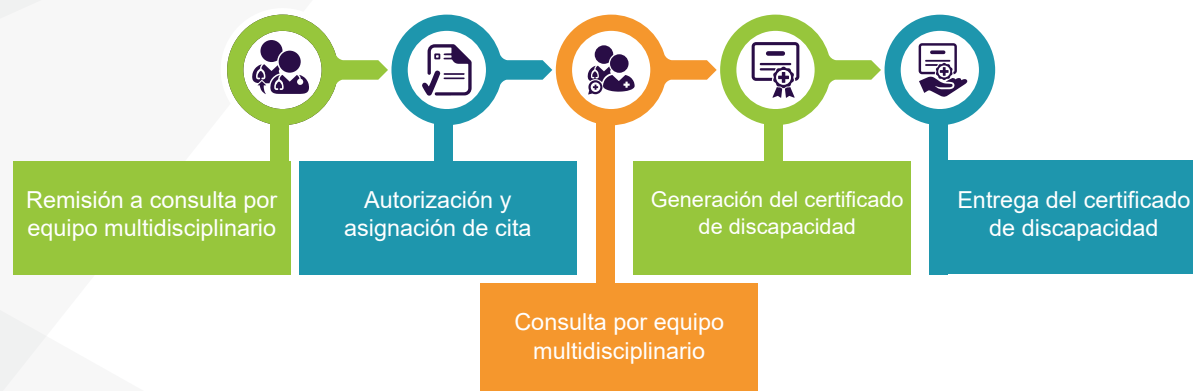 Remisión a consulta por
equipo multidisciplinario
Autorización y
asignación de cita
Consulta por equipo
multidisciplinario
Generación del certificado
de discapacidad
Entrega del certificado
de discapacidad